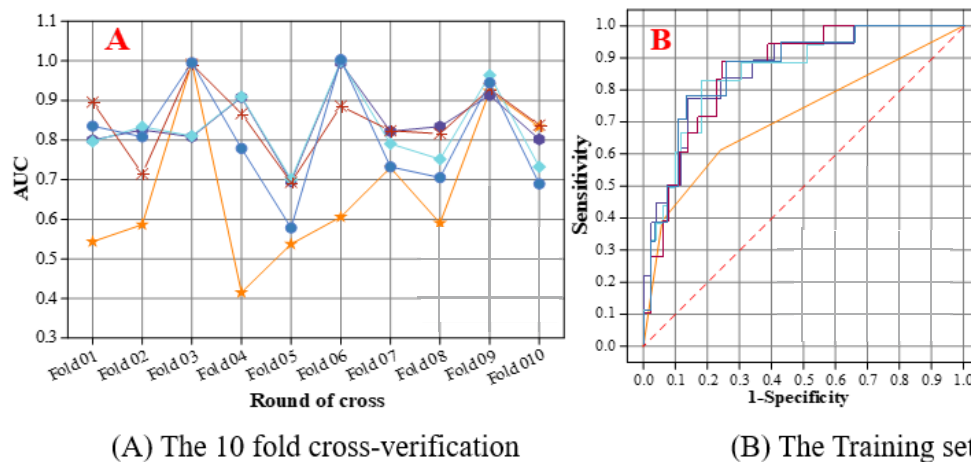 A
AUC
1.1
1.0
0.9
0.8
0.7
0.6
0.5
0.4
0.3
Fold01
Fold02
Fold03
Fold04
Fold05
Fold06
Fold07
Fold08
Fold09
Fold010
Round of cross
(A) The 10 fold cross-verification
B
Sensitivity
1.0
0.9
0.8
0.7
0.6
0.5
0.4
0.3
0.2
0.1
0.0
0.0 0.1 0.2 0.3 0.4 0.5 0.6 0.7 0.8 0.9 1.0
1-Specificity
(B) The Training set